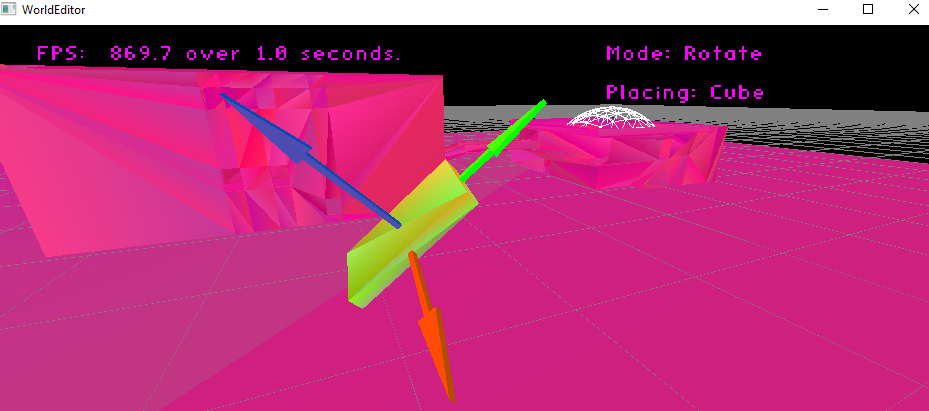 WorldEditor
FPS:  869.7 over 1.0 seconds.
Mode: Rotate
Placing: Cube